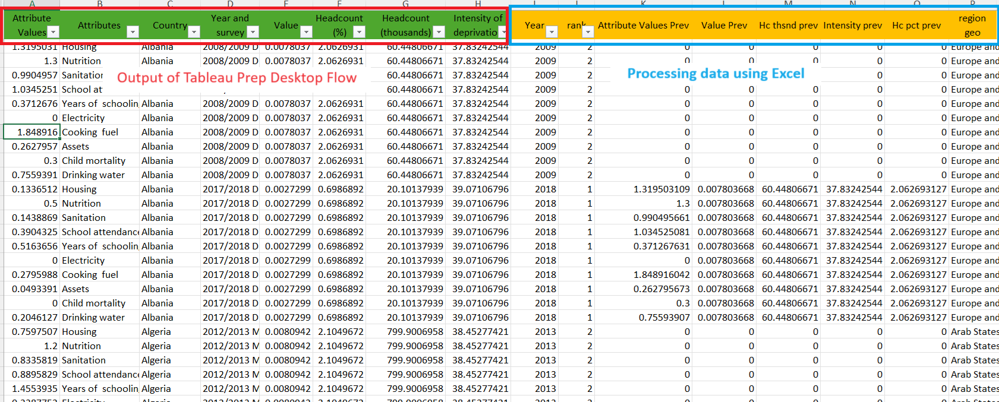 A B C D E F G H I J K L M N O P
Attribute Values Attributes Country Year and survey Value Headcount (%) Headcount (thousands) Intensity of deprivatio Year rank Attribute Values Prev Value Prev Hc thsnd prev Intensity prev Hc pct prev region geo
1.3195031 Housing Albania 2008/2009 D 0.0078037 2.0626931 60.44806671 37.83242544 2009 2 0 0 0 0 0 Europe and
1.3 Nutrition Albania 2008/2009 D 0.0078037 2.0626931 60.44806671 37.83242544 2009 2 0 0 0 0 0 Europe and
Output of Tableau Prep Desktop Flow
Processing data using Excel
0.9904957 Sanitation 60.44806671 37.83242544 2009 2 0 0 Europe and
1.0345251 School at 60.44806671 37.83242544 2009 2 0 0 0 0 0 Europe and
0.3712676 Years of  schoolin Albania 2008/2009 D 0.0078037 2.0626931 60.44806671 37.83242544 2009 2 0 0 0 0 0 Europe and
0 Electricity Albania 2008/2009 D 0.0078037 2.0626931 60.44806671 37.83242544 2009 2 0 0 0 0 0 Europe and
1.848916 Cooking  fuel Albania 2008/2009 D 0.0078037 2.0626931 60.44806671 37.83242544 2009 2 0 0 0 0 0 Europe and
0.2627957 Assets Albania 2008/2009 D 0.0078037 2.0626931 60.44806671 37.83242544 2009 2 0 0 0 0 0 Europe and
0.3 Child mortality Albania 2008/2009 D 0.0078037 2.0626931 60.44806671 37.83242544 2009 2 0 0 0 0 0 Europe and
0.7559391 Drinking water Albania 2008/2009 D 0.0078037 2.0626931 60.44806671 37.83242544 2009 2 0 0 0 0 0 Europe and
0.1336512 Housing Albania 2017/2018 D 0.0027299 0.6986892 20.10137939 39.07106796 2018 1 1.319503109 0.007803668 60.44806671 37.83242544 2.062693127 Europe and
0.5 Nutrition Albania 2017/2018 D 0.0027299 0.6986892 20.10137939 39.07106796 2018 1 1.3 0.007803668 60.44806671 37.83242544 2.062693127 Europe and
0.1438869 Sanitation Albania 2017/2018 D 0.0027299 0.6986892 20.10137939 39.07106796 2018 1 0.990495661 0.007803668 60.44806671 37.83242544 2.062693127 Europe and
0.3904325 School attendance Albania 2017/2018 D 0.0027299 0.6986892 20.10137939 39.07106796 2018 1 1.034525081 0.007803668 60.44806671 37.83242544 2.062693127 Europe and
0.5163656 Years of  schoolin Albania 2017/2018 D 0.0027299 0.6986892 20.10137939 39.07106796 2018 1 0.371267631 0.007803668 60.44806671 37.83242544 2.062693127 Europe and
0 Electricity Albania 2017/2018 D 0.0027299 0.6986892 20.10137939 39.07106796 2018 1 0 0.007803668 60.44806671 37.83242544 2.062693127 Europe and
0.2795988 Cooking  fuel Albania 2017/2018 D 0.0027299 0.6986892 20.10137939 39.07106796 2018 1 1.848916042 0.007803668 60.44806671 37.83242544 2.062693127 Europe and
0.0493391 Assets Albania 2017/2018 D 0.0027299 0.6986892 20.10137939 39.07106796 2018 1 0.262795673 0.007803668 60.44806671 37.83242544 2.062693127 Europe and
0 Child mortality Albania 2017/2018 D 0.0027299 0.6986892 20.10137939 39.07106796 2018 1 0.3 0.007803668 60.44806671 37.83242544 2.062693127 Europe and
0.2046127 Drinking water Albania 2017/2018 D 0.0027299 0.6986892 20.10137939 39.07106796 2018 1 0.75593907 0.007803668 60.44806671 37.83242544 2.062693127 Europe and
0.7597507 Housing Algeria 2012/2013 M 0.0080942 2.1049672 799.9006958 38.45277421 2013 2 0 0 0 0 0 Arab States
1.2 Nutrition Algeria 2012/2013 M 0.0080942 2.1049672 799.9006958 38.45277421 2013 2 0 0 0 0 0 Arab States
0.8335819 Sanitation Algeria 2012/2013 M 0.0080942 2.1049672 799.9006958 38.45277421 2013 2 0 0 0 0 0 Arab States
0.8895829 School attendance Algeria 2012/2013 M 0.0080942 2.1049672 799.9006958 38.45277421 2013 2 0 0 0 0 0 Arab States
1.4553935 Years of  schoolin Algeria 2012/2013 M 0.0080942 2.1049672 799.9006958 38.45277421 2013 2 0 0 0 0 0 Arab States